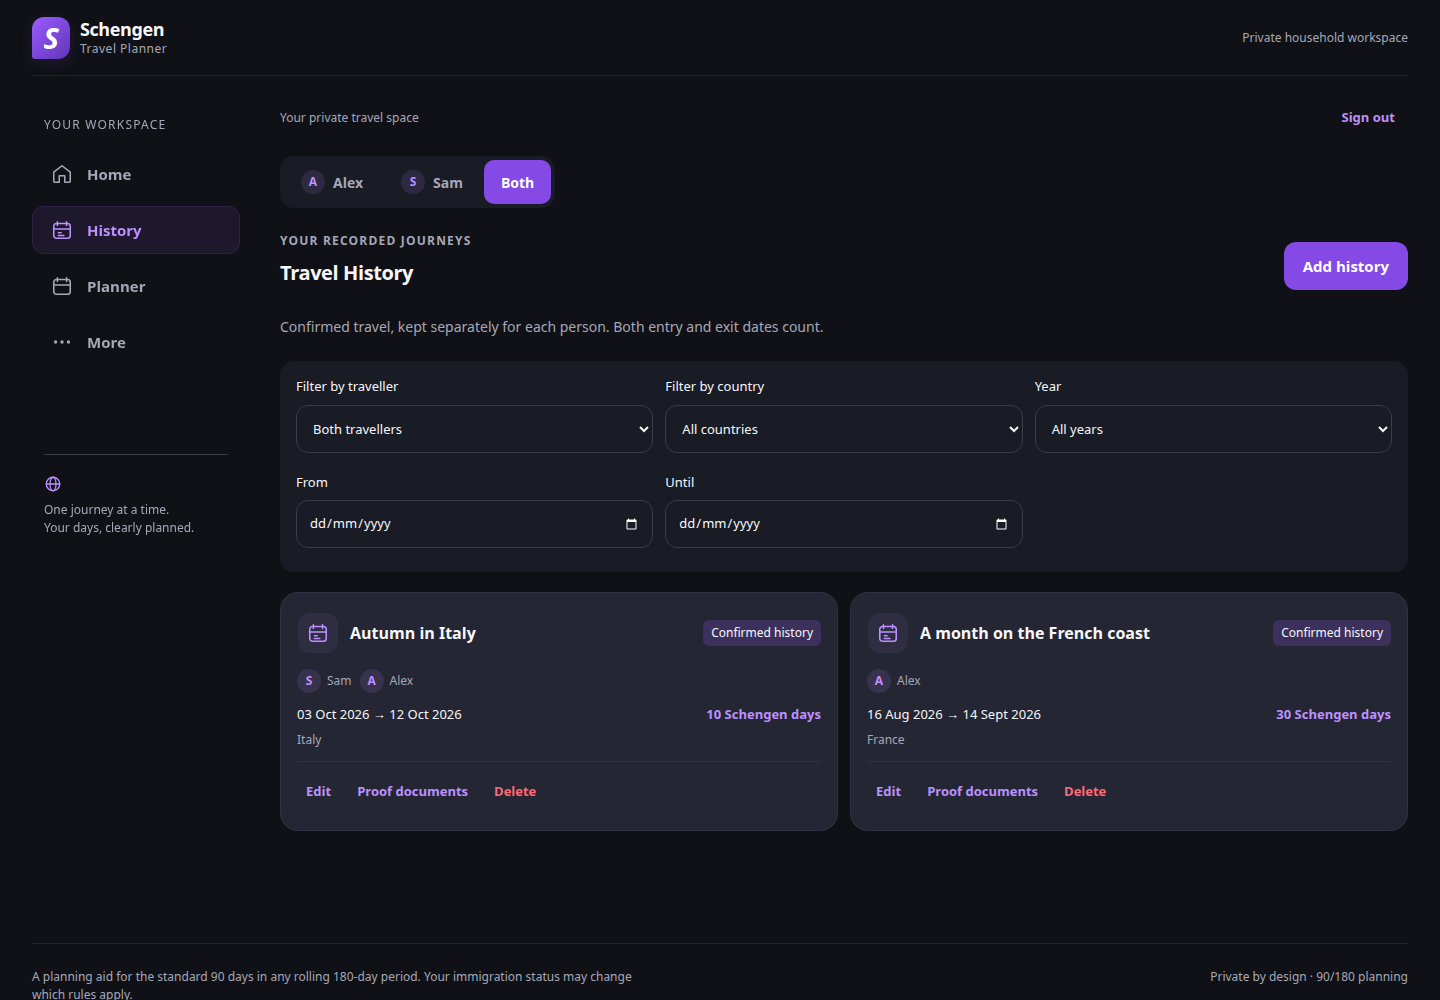 S
Schengen
Travel Planner
Private household workspace
YOUR WORKSPACE
Home
History
Planner
More
One journey at a time.
Your days, clearly planned.
Your private travel space
Sign out
A Alex S Sam Both
YOUR RECORDED JOURNEYS
Travel History
Add history
Confirmed travel, kept separately for each person. Both entry and exit dates count.
Filter by traveller Filter by country Year
Both travellers All countries All years
From Until
dd/mm/yyyy dd/mm/yyyy
Autumn in Italy Confirmed history
S Sam A Alex
03 Oct 2026 → 12 Oct 2026 10 Schengen days
Italy
Edit Proof documents Delete
A month on the French coast Confirmed history
A Alex
16 Aug 2026 → 14 Sept 2026 30 Schengen days
France
Edit Proof documents Delete
A planning aid for the standard 90 days in any rolling 180-day period. Your immigration status may change
which rules apply.
Private by design · 90/180 planning